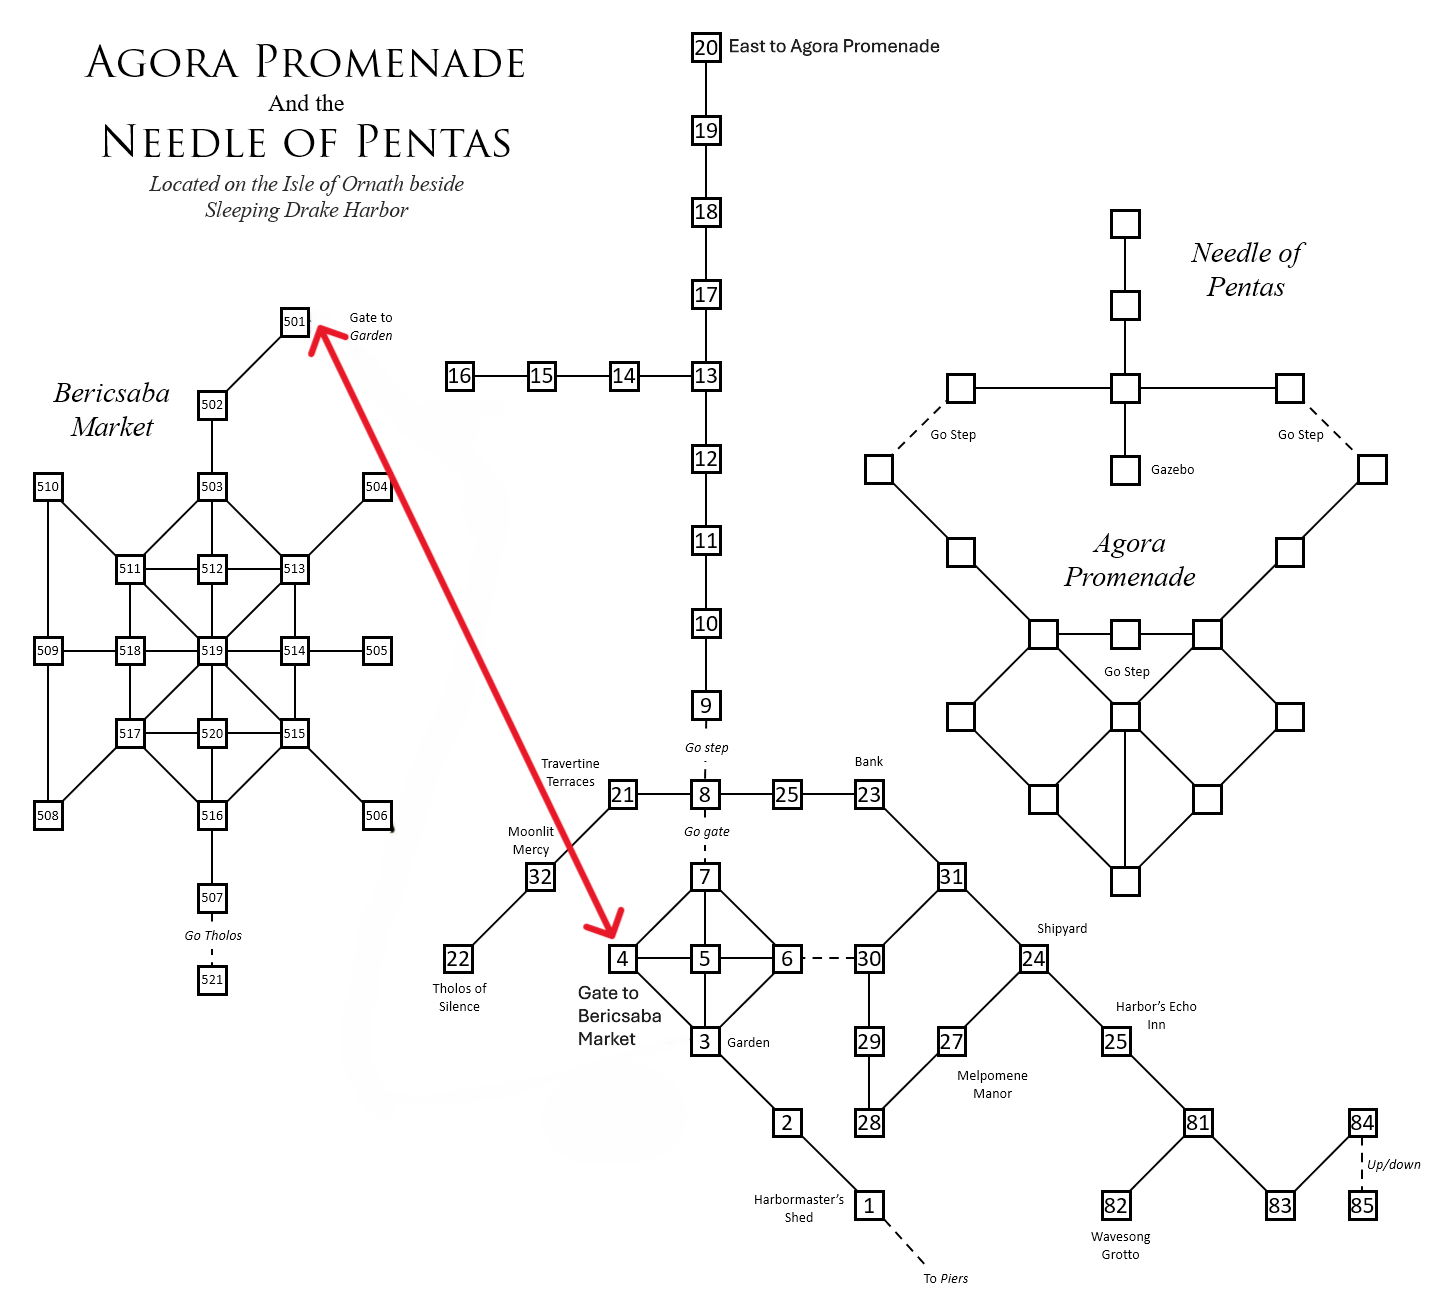 AGORA PROMENADE
And the
NEEDLE OF PENTAS
Located on the Isle of Ornath beside
Sleeping Drake Harbor
20 East to Agora Promenade
19
18
17
16 15 14 13
12
11
10
9
Go step
Bericsaba
Market
501
Gate to
Garden
502
510 503 504
511 512 513
509 518 519 514 505
517 520 515
508 516 506
507
Go Tholos
521
Needle of
Pentas
Go Step
Go Step
Gazebo
Agora
Promenade
Go Step
Travertine
Terraces
Bank
21 8 25 23
Go gate
Moonlit
Mercy
32 7 31
22 4 5 6 30 24
Shipyard
Tholos of
Silence
Gate to
Bericsaba
Market
3 Garden
29 27 25
Harbor's Echo
Inn
Melpomene
Manor
2 28 81 84
Up/down
Harbormaster's
Shed
1 82 83 85
Wavesong
Grotto
To Piers